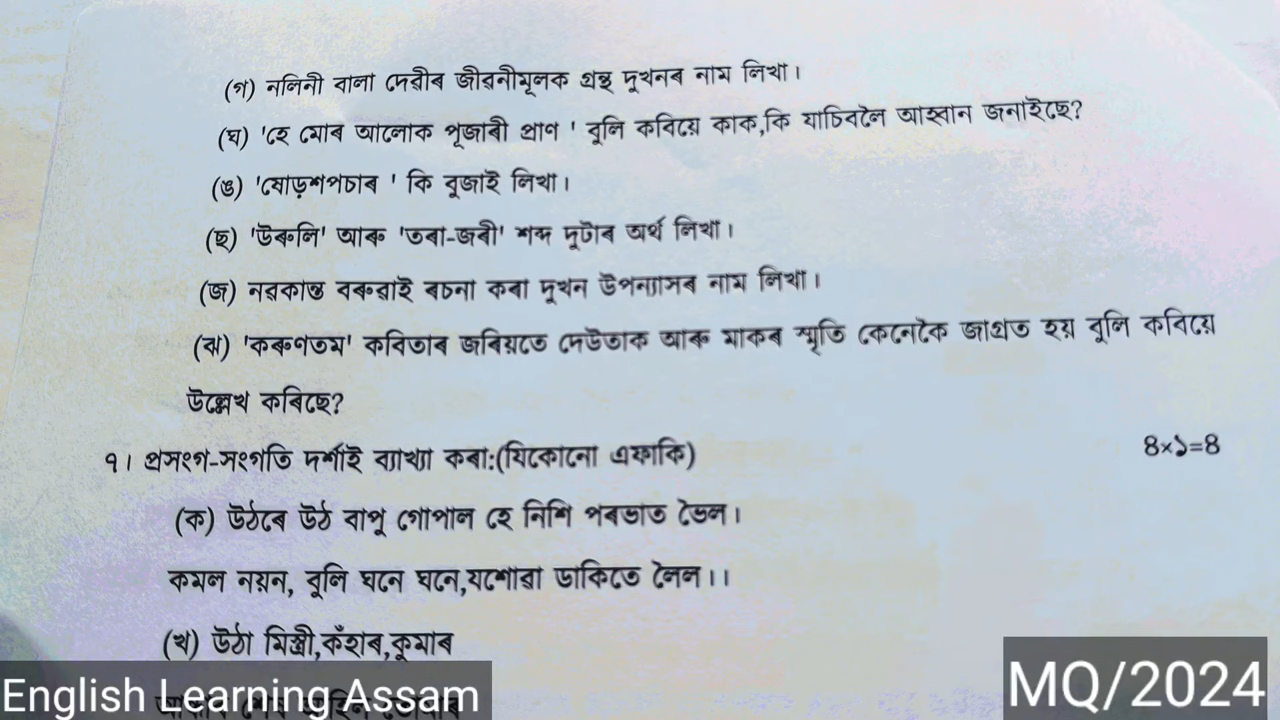 (গ) নলিনী বালা দেৱীৰ জীৱনীমূলক গ্ৰন্থ দুখনৰ নাম লিখা।
(ঘ) 'হে মোৰ আলোক পূজাৰী প্ৰাণ ' বুলি কবিয়ে কাক,কি যাচিবলৈ আহ্বান জনাইছে?
(ঙ) 'ষোড়শপচাৰ ' কি বুজাই লিখা।
(ছ) 'উৰুলি' আৰু 'তৰা-জৰী' শব্দ দুটাৰ অৰ্থ লিখা।
(জ) নৱকান্ত বৰুৱাই ৰচনা কৰা দুখন উপন্যাসৰ নাম লিখা।
(ঝ) 'কৰুণতম' কবিতাৰ জৰিয়তে দেউতাক আৰু মাকৰ স্মৃতি কেনেকৈ জাগ্ৰত হয় বুলি কবিয়ে
উল্লেখ কৰিছে?
৭। প্ৰসংগ-সংগতি দৰ্শাই ব্যাখ্যা কৰা:(যিকোনো এফাকি) 8×১=8
(ক) উঠৰে উঠ বাপু গোপাল হে নিশি পৰভাত ভৈল।
কমল নয়ন, বুলি ঘনে ঘনে,যশোৱা ডাকিতে লৈল।।
(খ) উঠা মিস্ত্ৰী,কঁহাৰ,কুমাৰ
English Learning Assam
MQ/2024